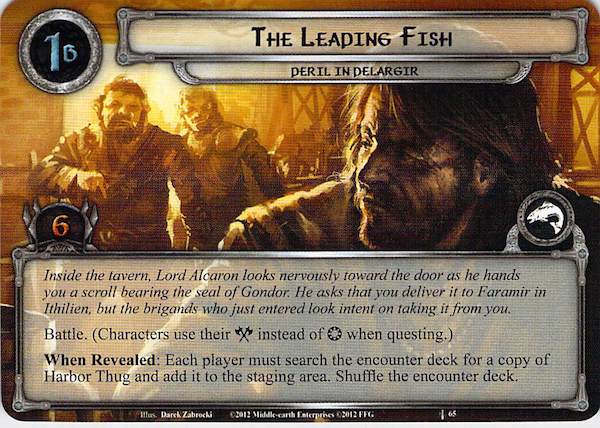 1B
The Leaping Fish
Peril in Pelargir
6
Inside the tavern, Lord Alcaron looks nervously toward the door as he hands
you a scroll bearing the seal of Gondor. He asks that you deliver it to Faramir in
Ithilien, but the brigands who just entered look intent on taking it from you.
Battle. (Characters use their instead of when questing.)
When Revealed: Each player must search the encounter deck for a copy of
Harbor Thug and add it to the staging area. Shuffle the encounter deck.
Illus. Darek Zabrocki ©2012 Middle-earth Enterprises ©2012 FFG 65